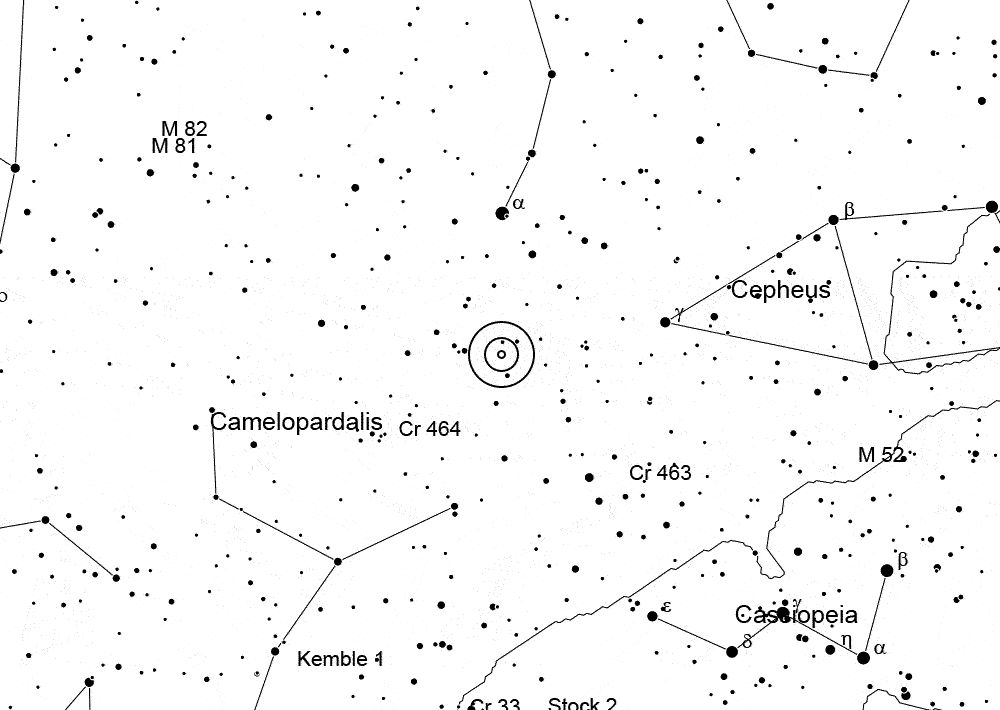 M 82
M 81
α
β
Cepheus
ο
γ
Camelopardalis
Cr 464
M 52
Cr 463
β
ε
γ
Cassiopeia
δ
η
α
Kemble 1
Cr 33
Stock 2